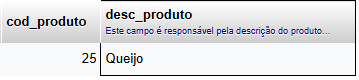 cod_produto
desc_produto
Este campo é responsável pela descrição do produto...
25 Queijo